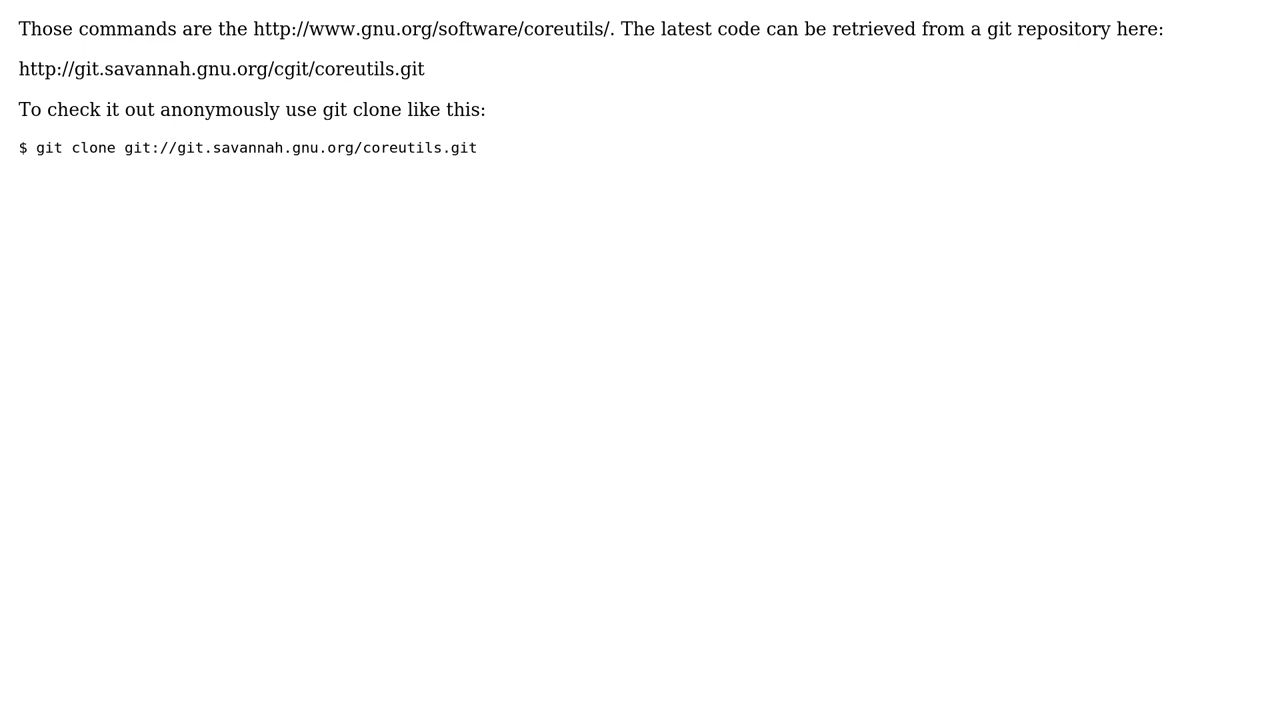 Those commands are the http://www.gnu.org/software/coreutils/. The latest code can be retrieved from a git repository here:
http://git.savannah.gnu.org/cgit/coreutils.git
To check it out anonymously use git clone like this:
$ git clone git://git.savannah.gnu.org/coreutils.git